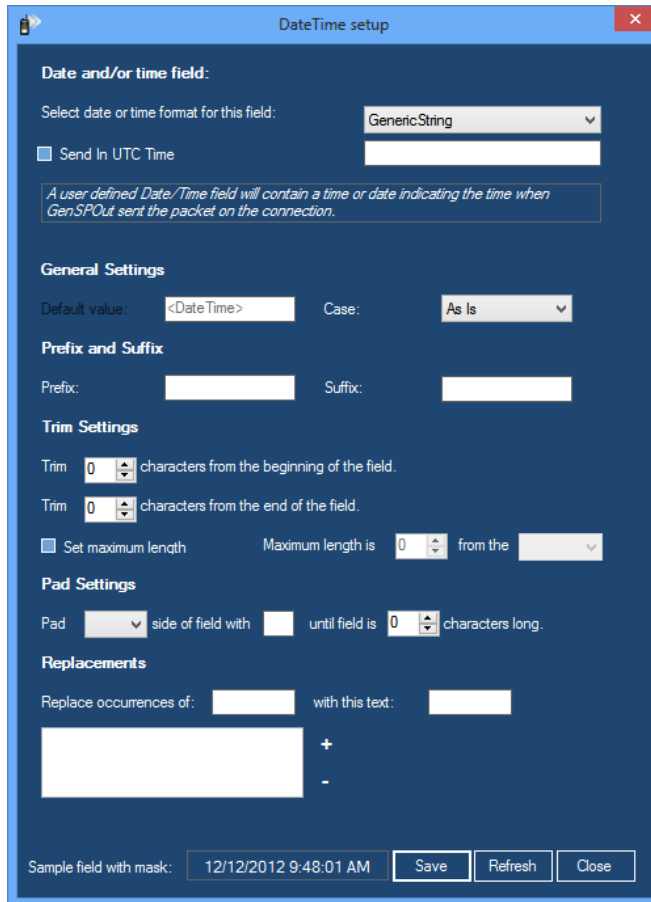 DateTime setup
Date and/or time field:
Select date or time format for this field:
GenericString
Send In UTC Time
A user defined Date/Time field will contain a time or date indicating the time when
GenSPOut sent the packet on the connection.
General Settings
Default value: <DateTime> Case: As Is
Prefix and Suffix
Prefix: Suffix:
Trim Settings
Trim 0 characters from the beginning of the field.
Trim 0 characters from the end of the field.
Set maximum length Maximum length is 0 from the
Pad Settings
Pad side of field with until field is 0 characters long.
Replacements
Replace occurrences of: with this text:
+
-
Sample field with mask: 12/12/2012 9:48:01 AM Save Refresh Close